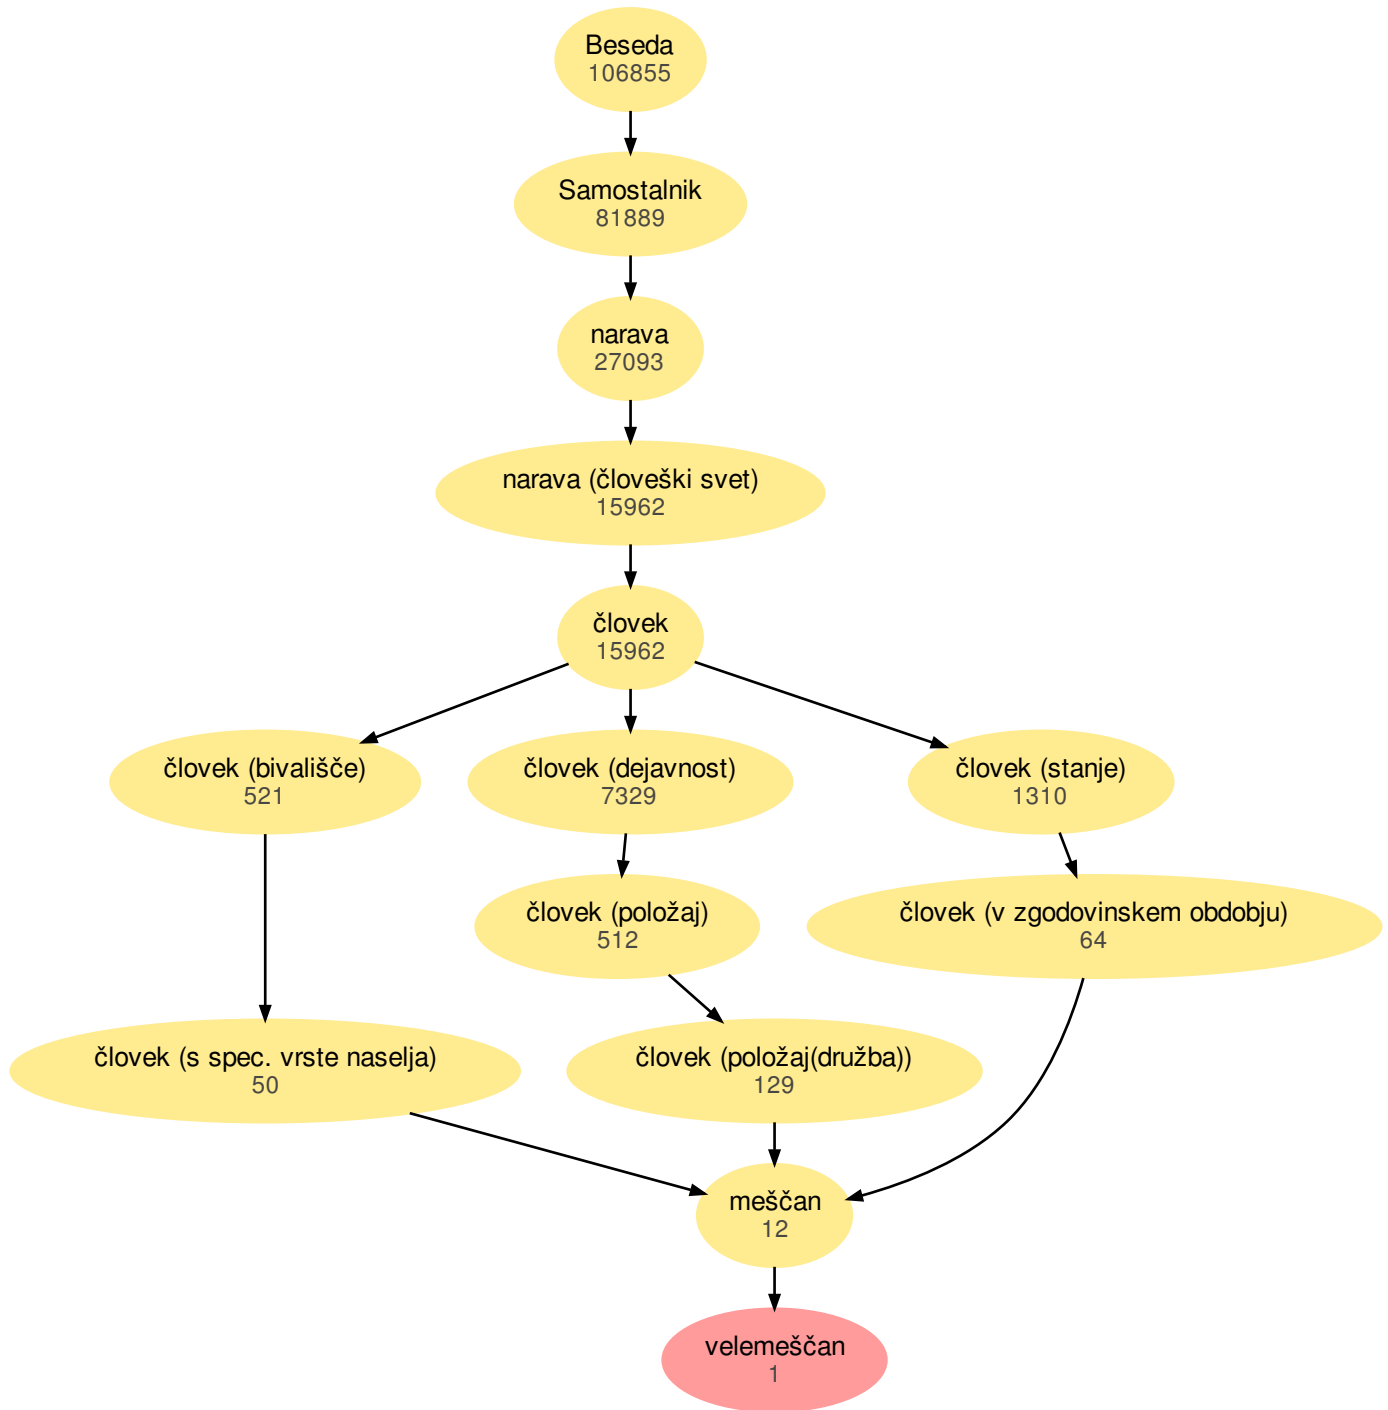 Beseda
106855
Samostalnik
81889
narava
27093
narava (človeški svet)
15962
človek
15962
človek (bivališče)
521
človek (dejavnost)
7329
človek (stanje)
1310
človek (položaj)
512
človek (v zgodovinskem obdobju)
64
človek (s spec. vrste naselja)
50
človek (položaj(družba))
129
meščan
12
velemeščan
1